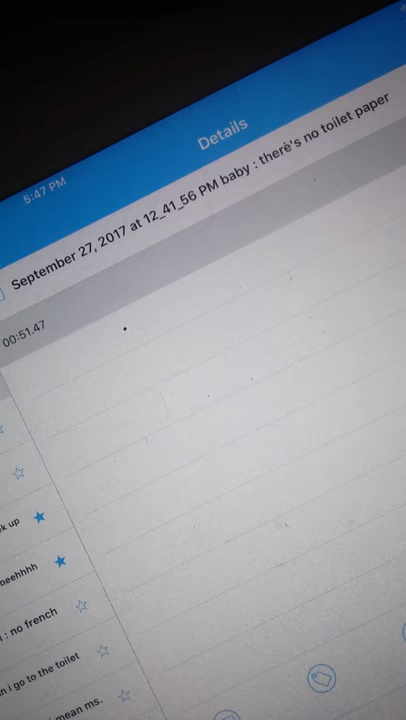 5:47 PM
Details
September 27, 2017 at 12_41_56 PM baby : there's no toilet paper
00:51.47
k up
beehhhh
: no french
n i go to the toilet
i mean ms.